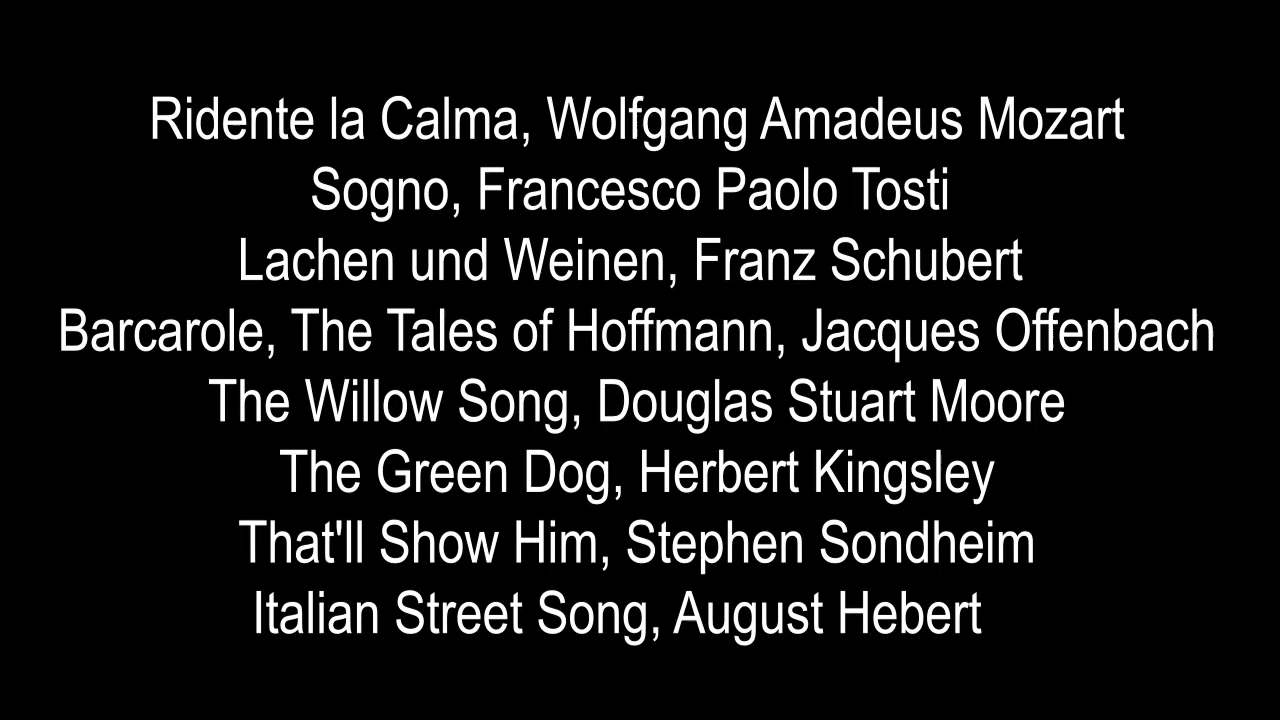 Ridente la Calma, Wolfgang Amadeus Mozart
Sogno, Francesco Paolo Tosti
Lachen und Weinen, Franz Schubert
Barcarole, The Tales of Hoffmann, Jacques Offenbach
The Willow Song, Douglas Stuart Moore
The Green Dog, Herbert Kingsley
That'll Show Him, Stephen Sondheim
Italian Street Song, August Hebert